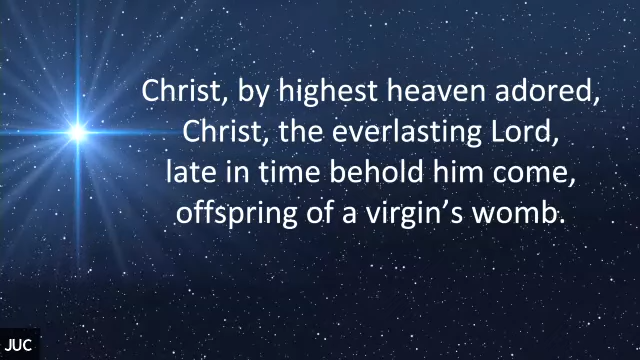 Christ, by highest heaven adored,
Christ, the everlasting Lord,
late in time behold him come,
offspring of a virgin’s womb.
JUC